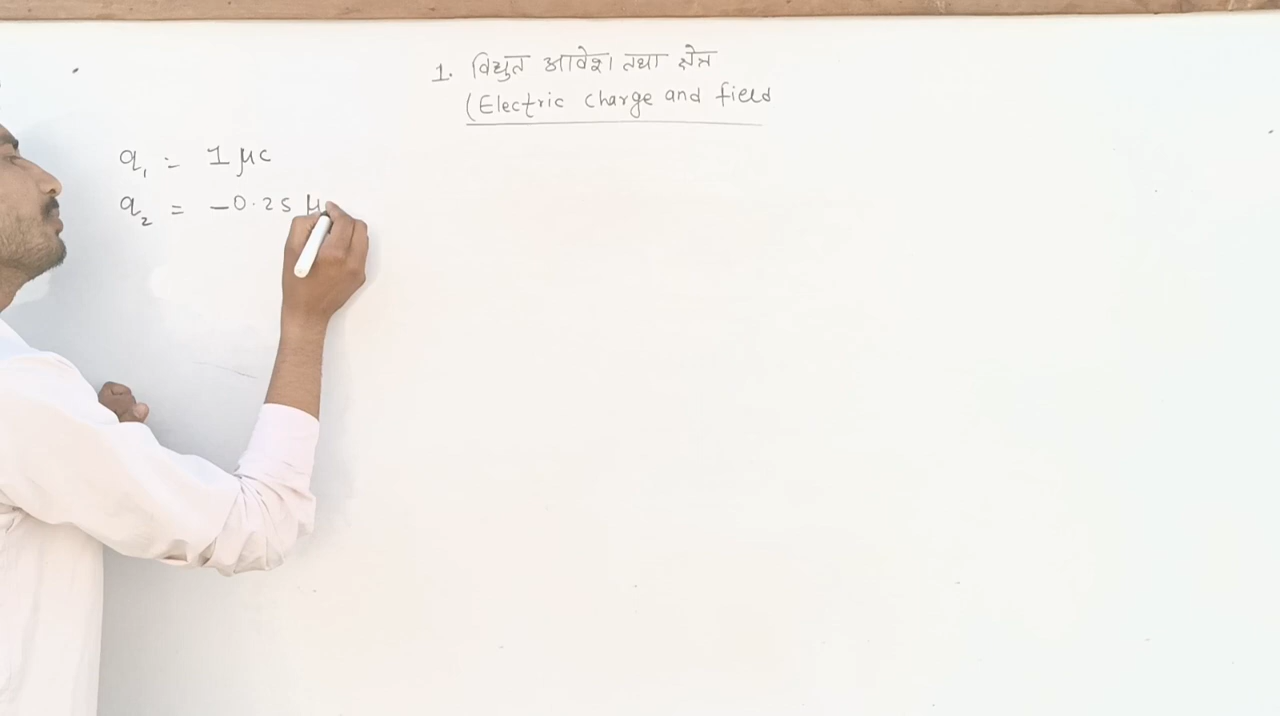 1. विद्युत आवेश तथा क्षेत्र
(Electric Charge and field
q₁ = 1 μc
q₂ = -0.25 μ